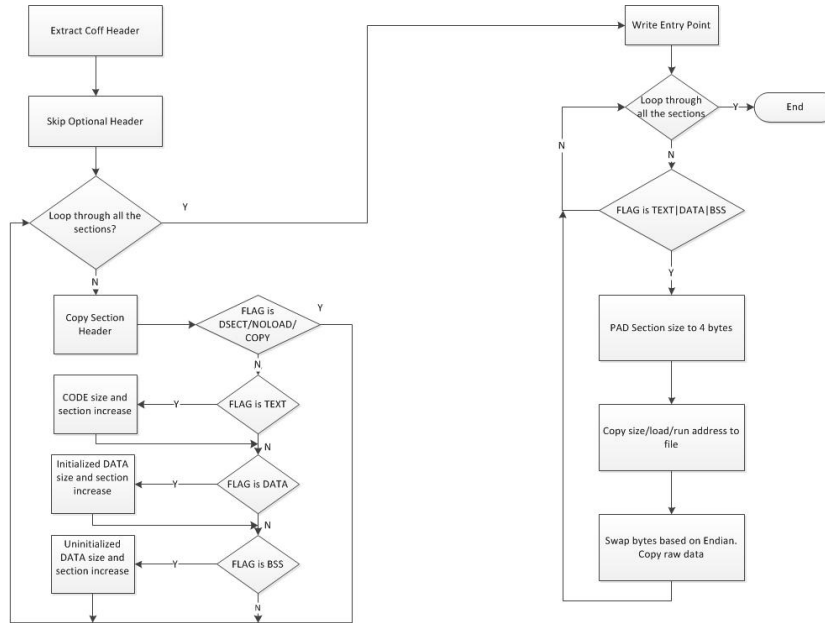 Extract Coff Header
Skip Optional Header
Loop through all the
sections?
Y
N
Copy Section
Header
FLAG is
DSECT/NOLOAD/
COPY
Y
N
CODE size and
section increase
Y
FLAG is TEXT
N
Initialized DATA
size and section
increase
Y
FLAG is DATA
N
Uninitialized
DATA size and
section increase
Y
FLAG is BSS
N
Write Entry Point
Loop through
all the sections
Y
End
N
N
FLAG is TEXT|DATA|BSS
Y
PAD Section size to 4 bytes
Copy size/load/run address to
file
Swap bytes based on Endian.
Copy raw data